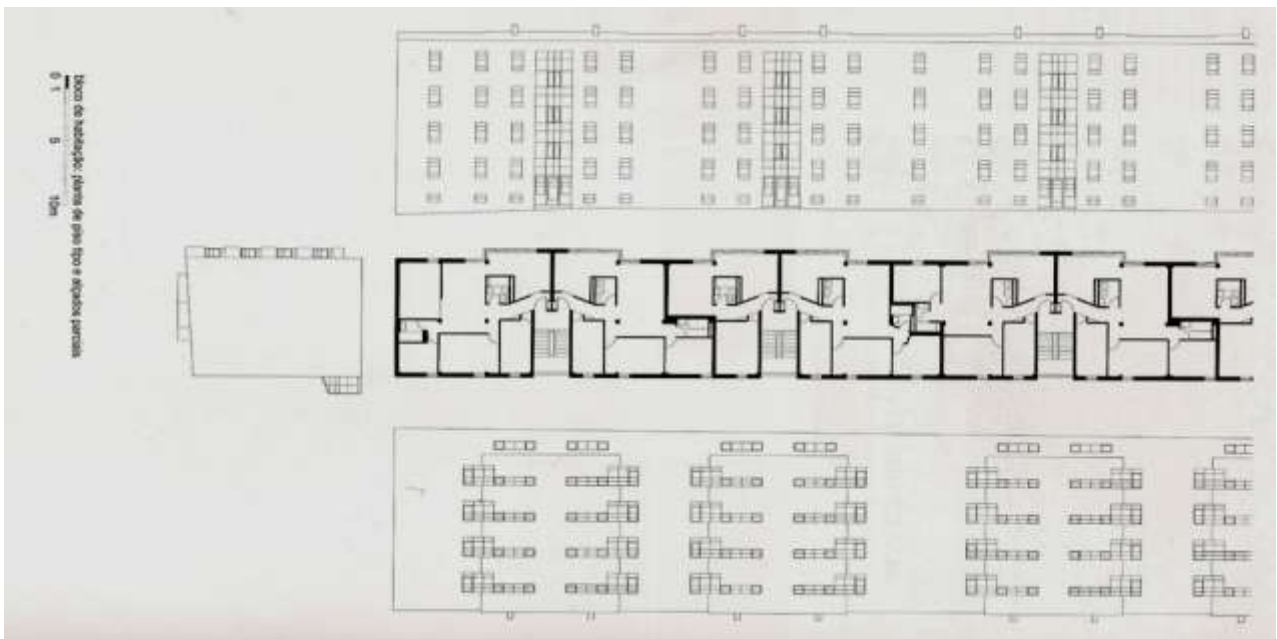 bloco de habitação: planta de piso tipo e alçados parciais
0 1 5 10m